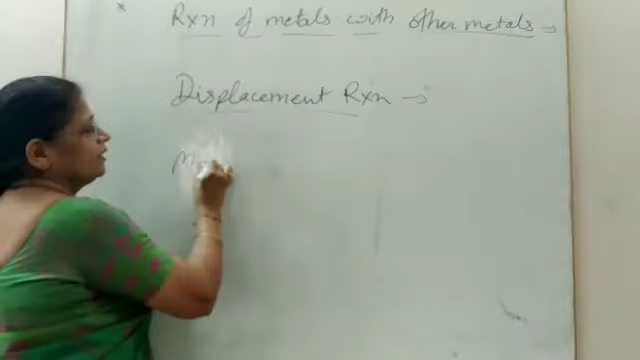 * Rxn of metals with other metals →
Displacement Rxn →